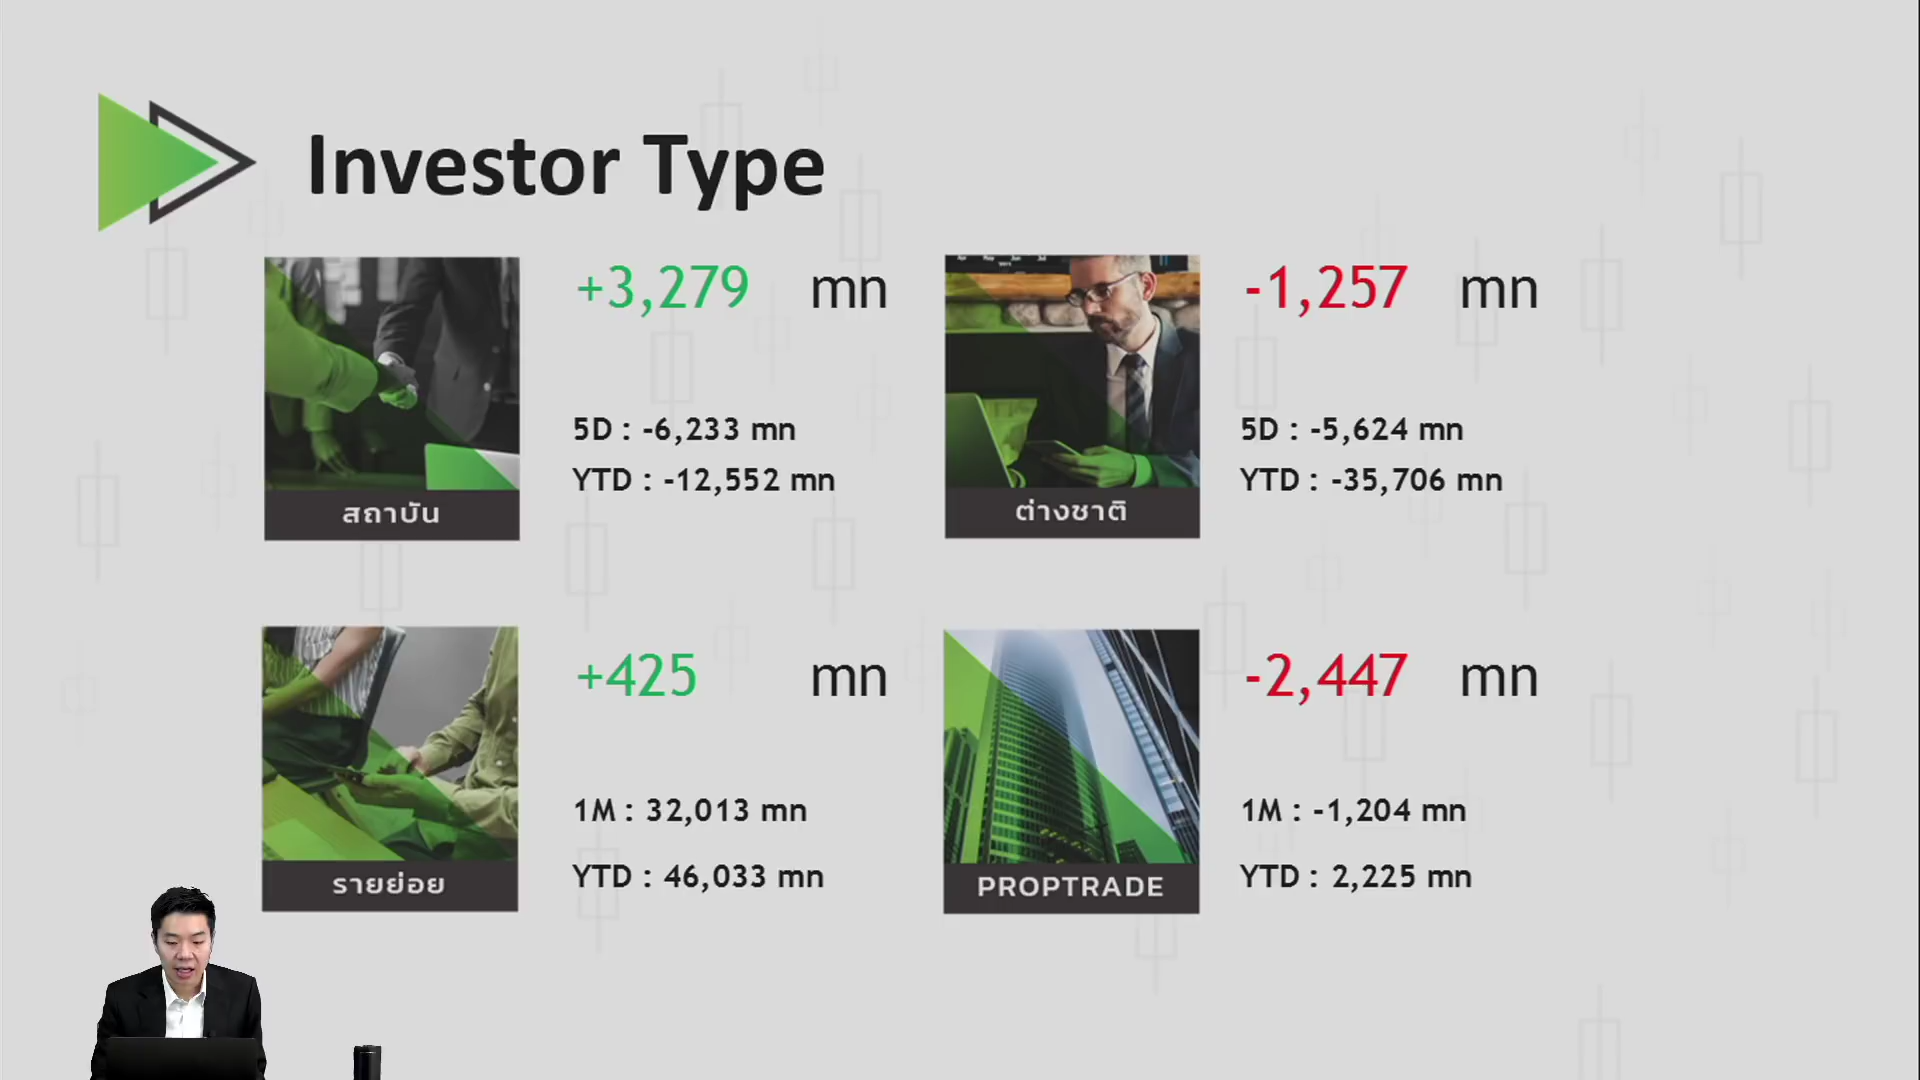 Investor Type
+3,279 mn
5D : -6,233 mn
YTD : -12,552 mn
สถาบัน
-1,257 mn
5D : -5,624 mn
YTD : -35,706 mn
ต่างชาติ
+425 mn
1M : 32,013 mn
YTD : 46,033 mn
รายย่อย
-2,447 mn
1M : -1,204 mn
YTD : 2,225 mn
PROPTRADE